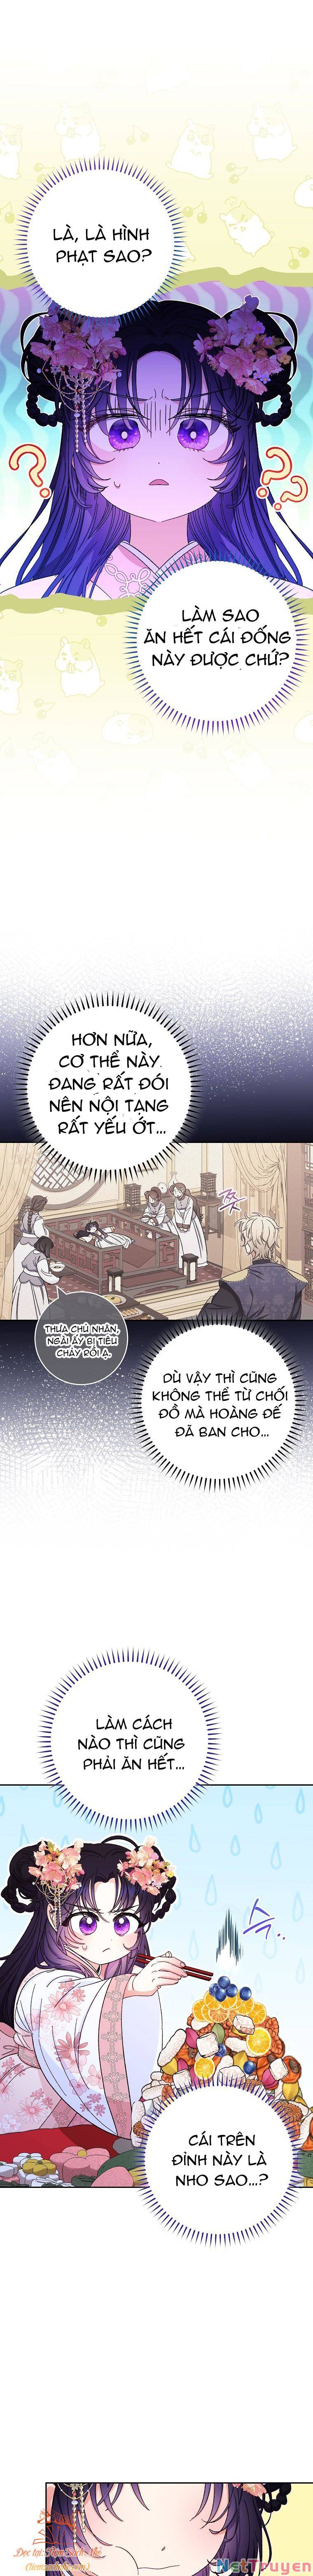 LÀ, LÀ HÌNH
PHẠT SAO?
?
?
LÀM SAO
ĂN HẾT CÁI ĐỐNG
NÀY ĐƯỢC CHỨ?
HƠN NỮA,
CƠ THỂ NÀY
ĐANG RẤT ĐÓI
NÊN NỘI TẠNG
RẤT YẾU ỚT...
THƯA CHỦ NHÂN,
NGÀI ẤY BỊ TIÊU
CHẢY RỒI Ạ.
DÙ VẬY THÌ CŨNG
KHÔNG THỂ TỪ CHỐI
ĐỒ MÀ HOÀNG ĐẾ
ĐÃ BAN CHO...
LÀM CÁCH
NÀO THÌ CŨNG
PHẢI ĂN HẾT...
스윽..
CÁI TRÊN
ĐỈNH NÀY LÀ
NHO SAO...?
NetTruyen